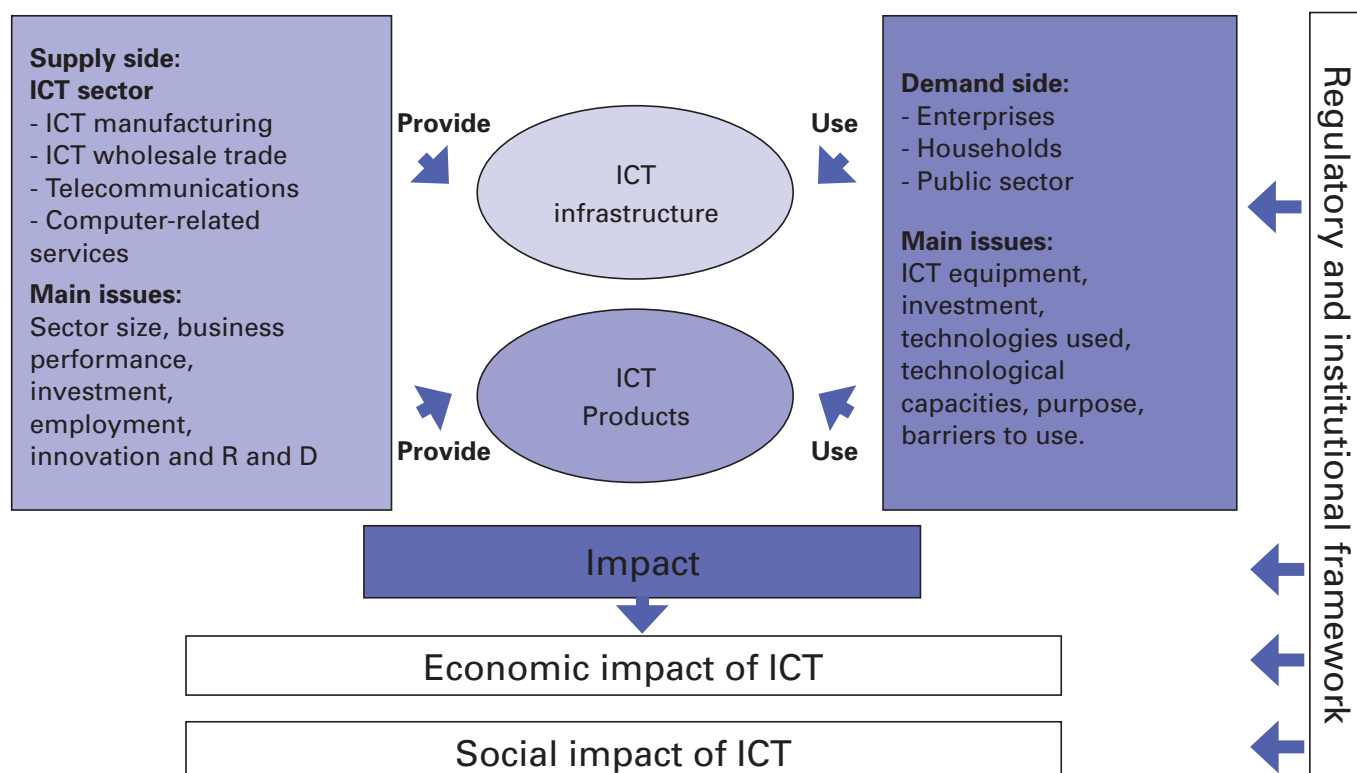 Supply side:
ICT sector
- ICT manufacturing
- ICT wholesale trade
- Telecommunications
- Computer-related
services
Main issues:
Sector size, business
performance,
investment,
employment,
innovation and R and D
Provide
ICT
infrastructure
Use
Provide
ICT
Products
Use
Demand side:
- Enterprises
- Households
- Public sector
Main issues:
ICT equipment,
investment,
technologies used,
technological
capacities, purpose,
barriers to use.
Regulatory and institutional framework
Impact
Economic impact of ICT
Social impact of ICT